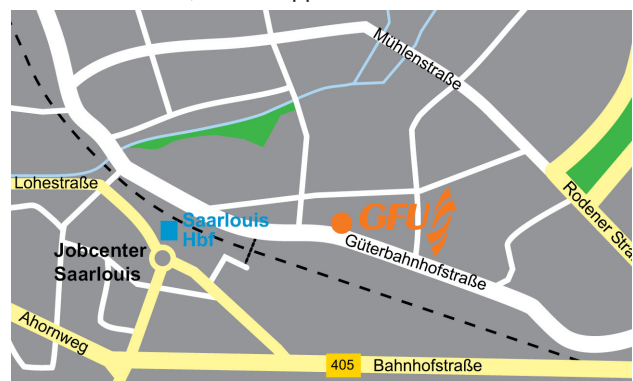 Mühlenstraße
Lohestraße
Saarlouis
Hbf
GFU
Rodener Stra
Jobcenter
Saarlouis
Güterbahnhofstraße
Ahornweg
405
Bahnhofstraße